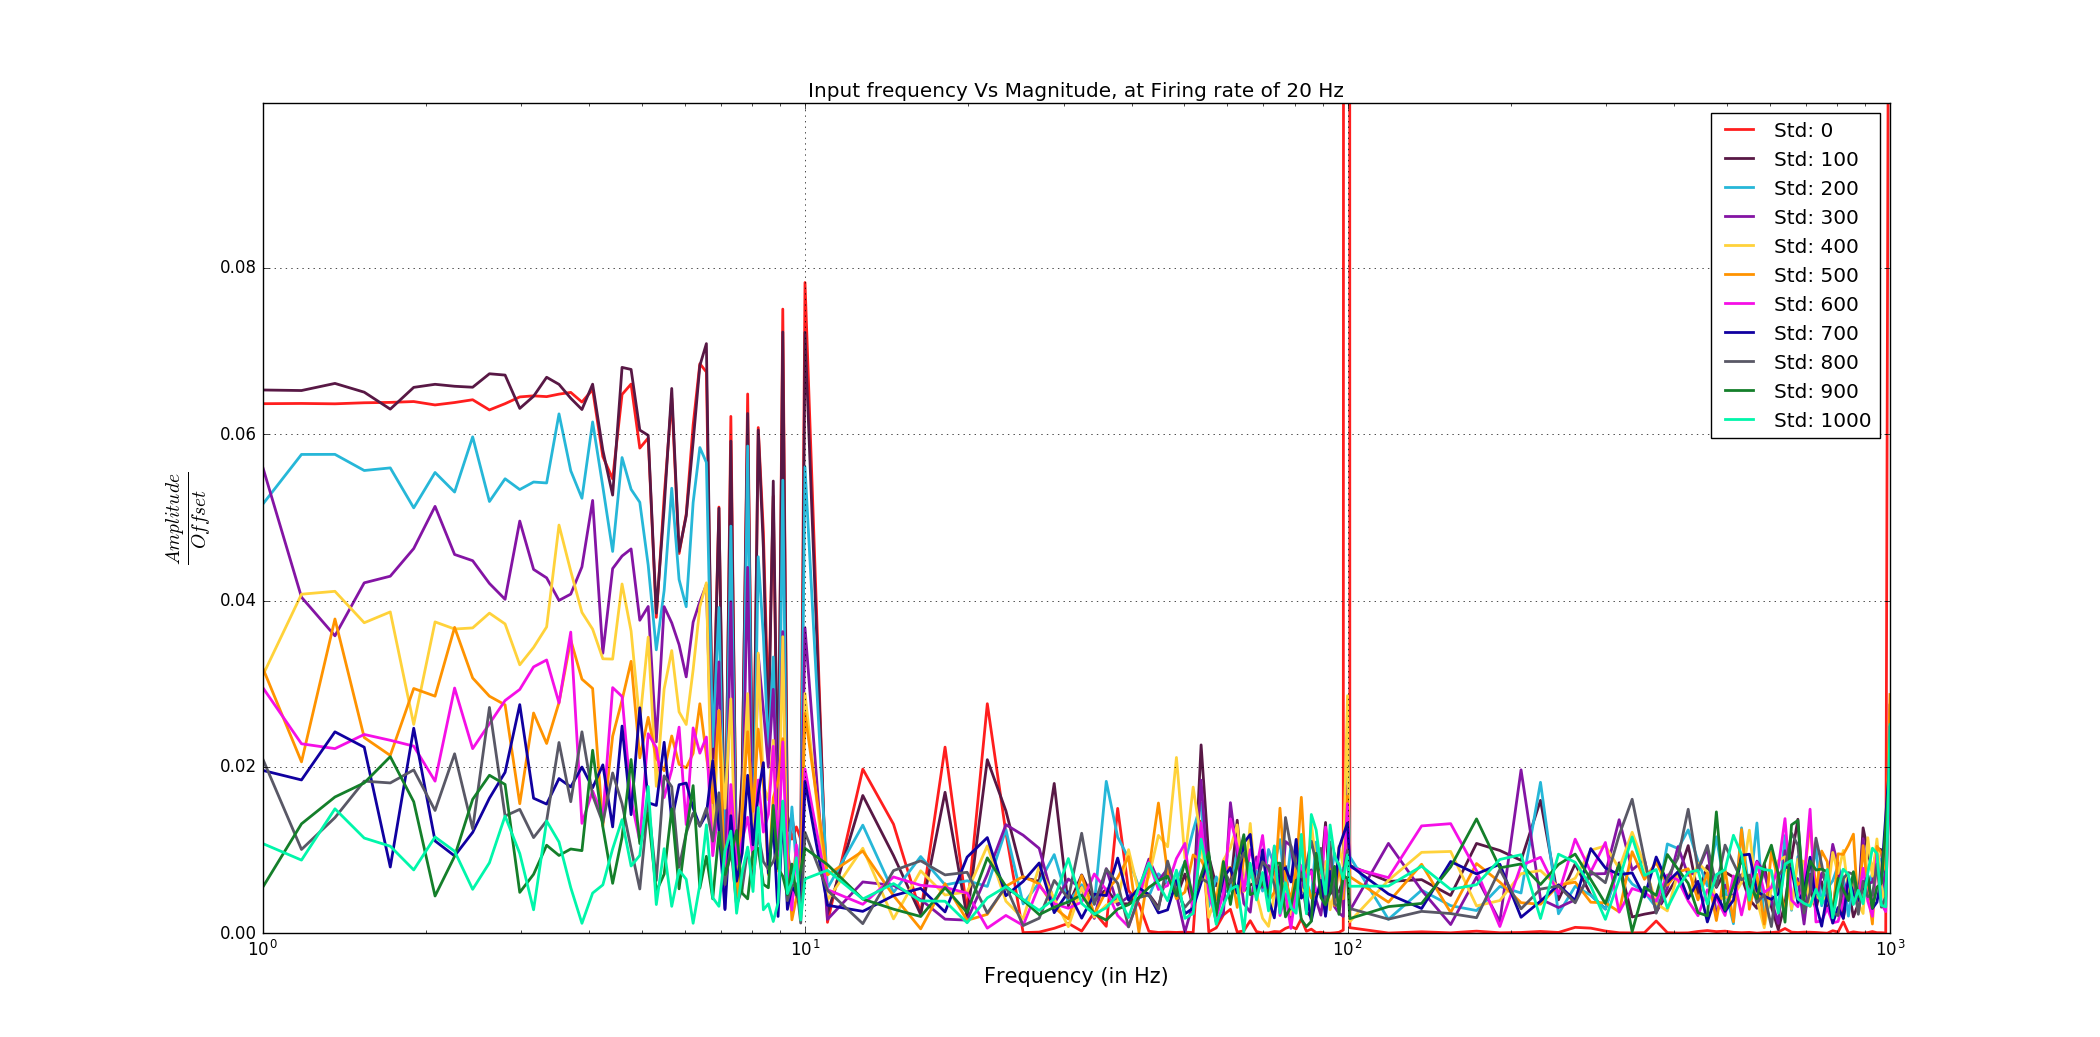 Input frequency Vs Magnitude, at Firing rate of 20 Hz
Std: 0
Std: 100
Std: 200
Std: 300
Std: 400
Std: 500
Std: 600
Std: 700
Std: 800
Std: 900
Std: 1000
0.08
0.06
0.04
0.02
0.00
Amplitude
Offset
10^0
10^1
10^2
10^3
Frequency (in Hz)